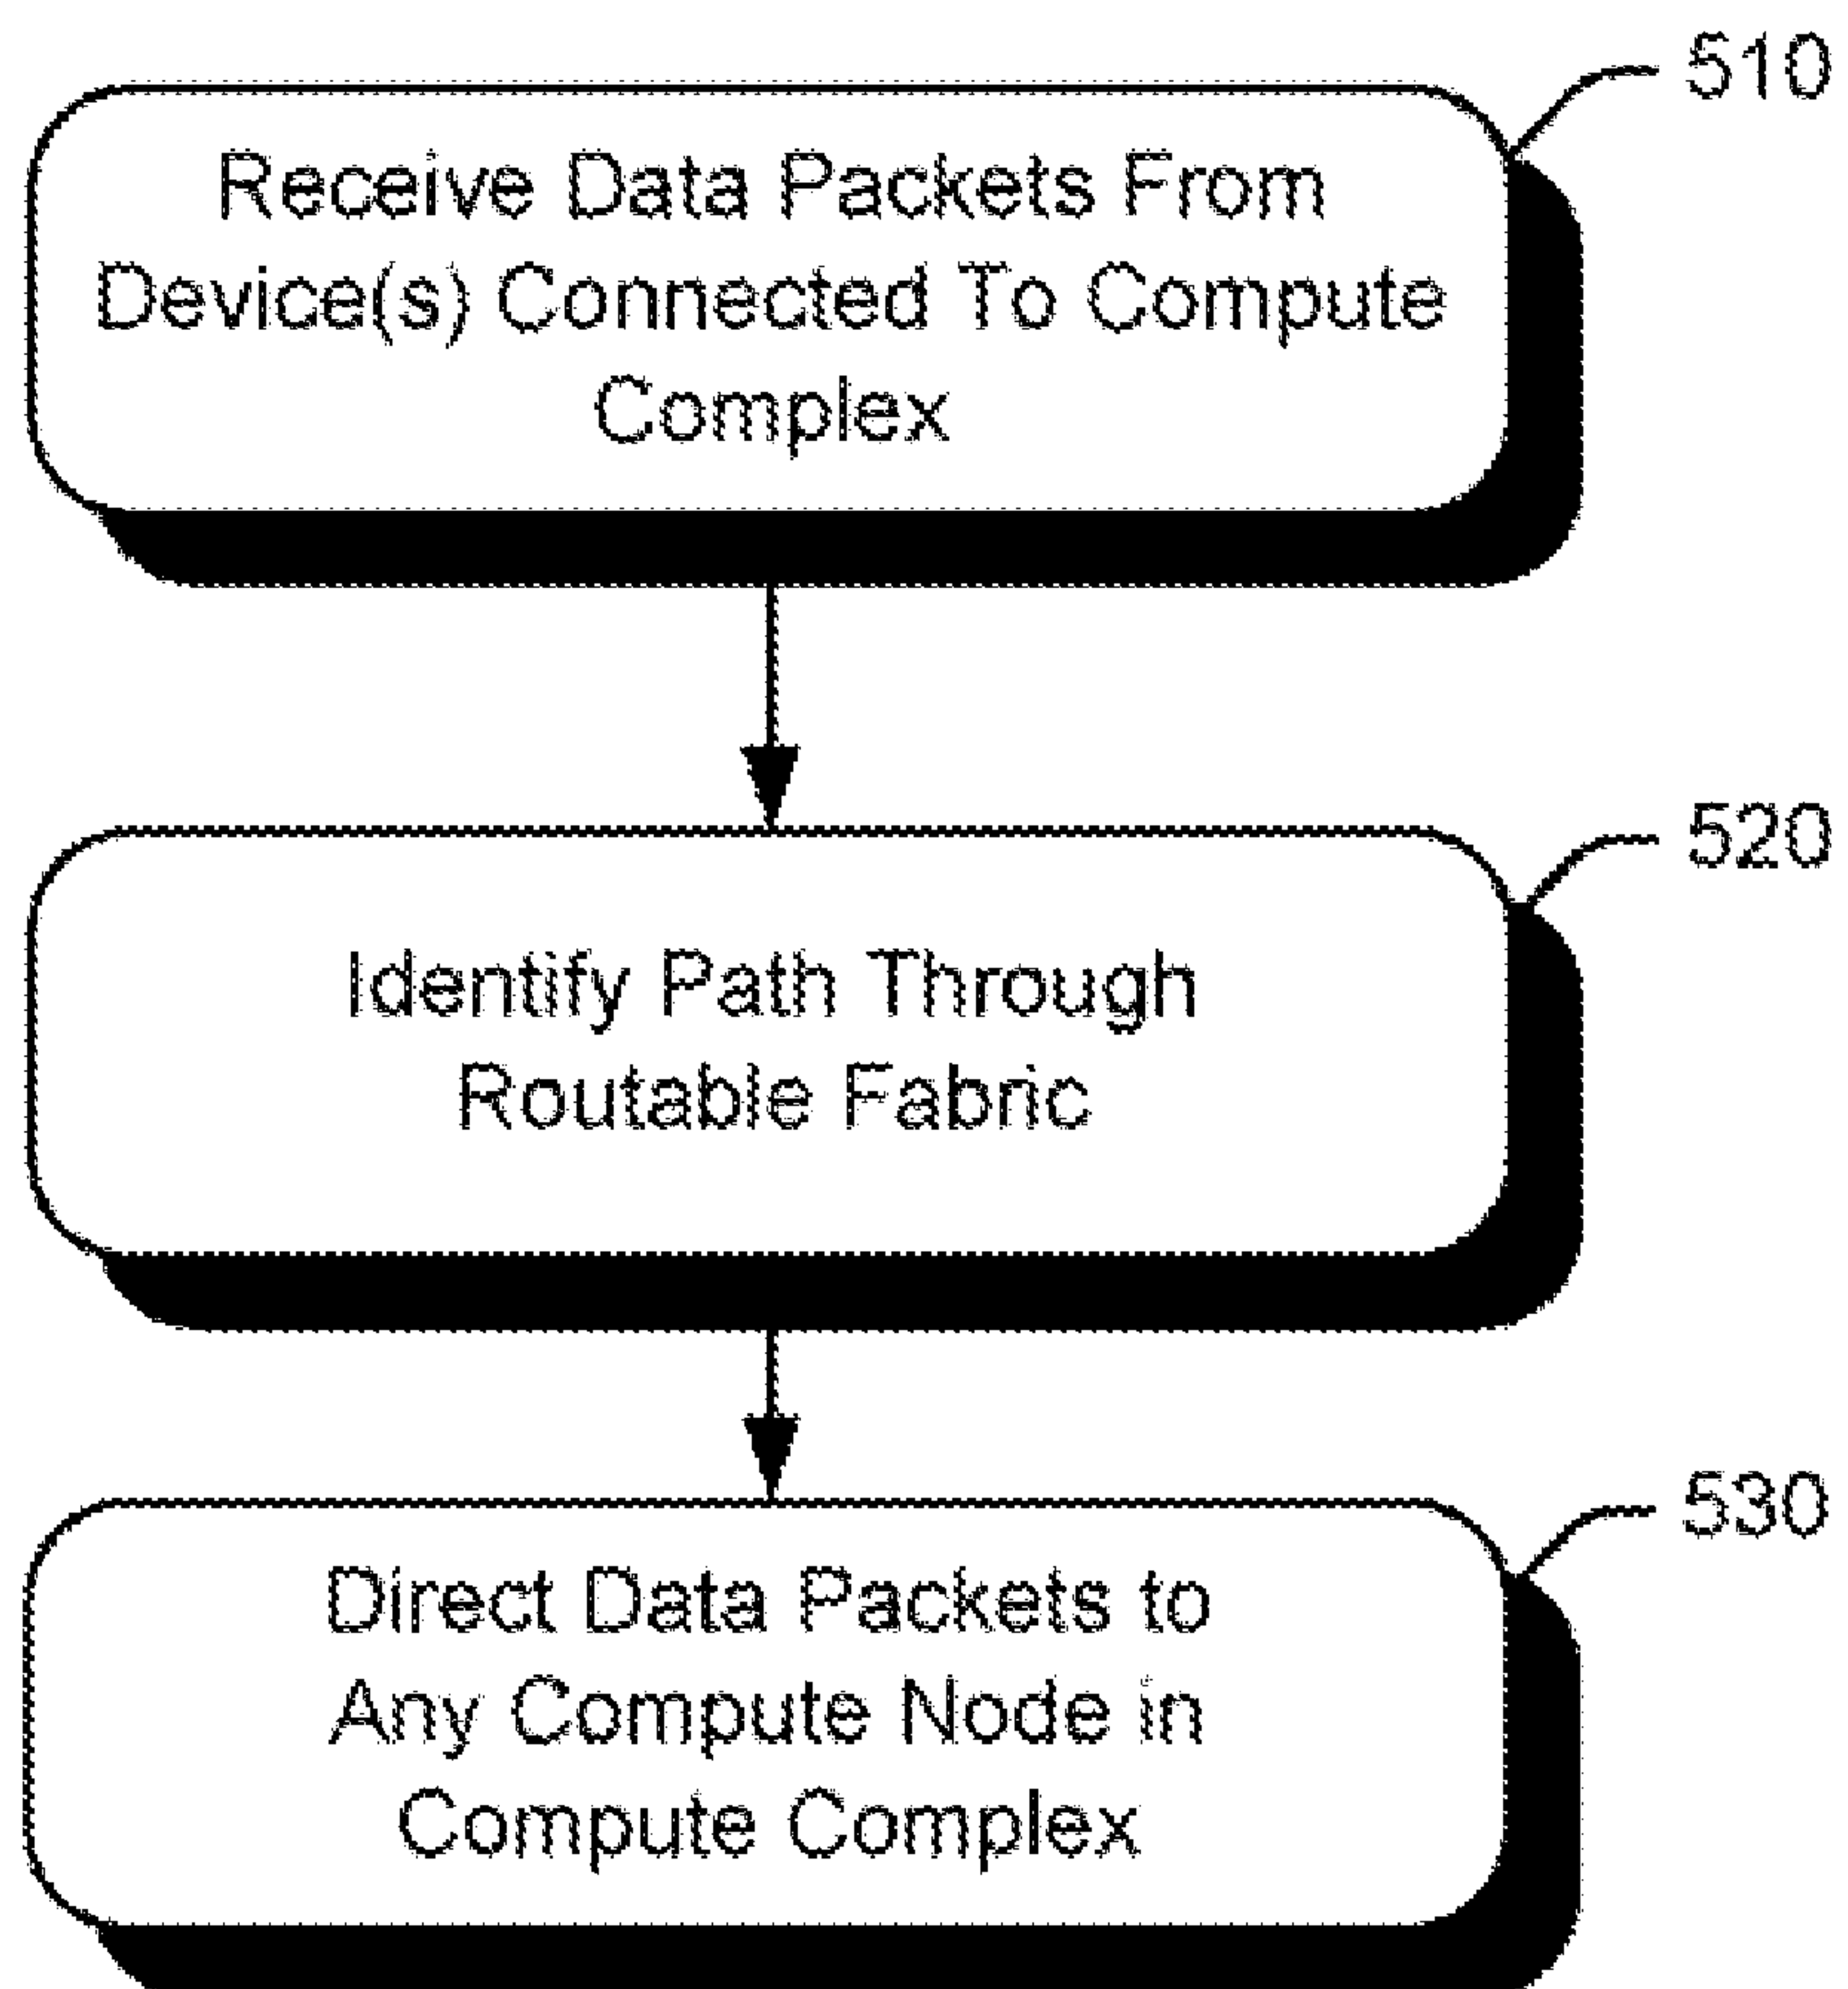 510
Receive Data Packets From
Device(s) Connected To Compute
Complex
520
Identify Path Through
Routable Fabric
530
Direct Data Packets to
Any Compute Node in
Compute Complex